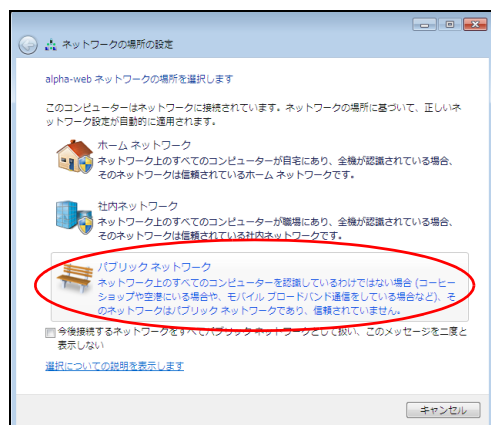 ネットワークの場所の設定
alpha-web ネットワークの場所を選択します
このコンピューターはネットワークに接続されています。ネットワークの場所に基づいて、正しいネ
ットワーク設定が自動的に適用されます。
ホーム ネットワーク
ネットワーク上のすべてのコンピューターが自宅にあり、全機が認識されている場合、
そのネットワークは信頼されているホーム ネットワークです。
社内ネットワーク
ネットワーク上のすべてのコンピューターが職場にあり、全機が認識されている場合、
そのネットワークは信頼されている社内ネットワークです。
パブリック ネットワーク
ネットワーク上のすべてのコンピューターを認識しているわけではない場合 (コーヒー
ショップや空港にいる場合や、モバイル ブロードバンド通信をしている場合など)、そ
のネットワークはパブリック ネットワークであり、信頼されていません。
今後接続するネットワークをすべてパブリック ネットワークとして扱い、このメッセージを二度と
表示しない
選択についての説明を表示します
キャンセル